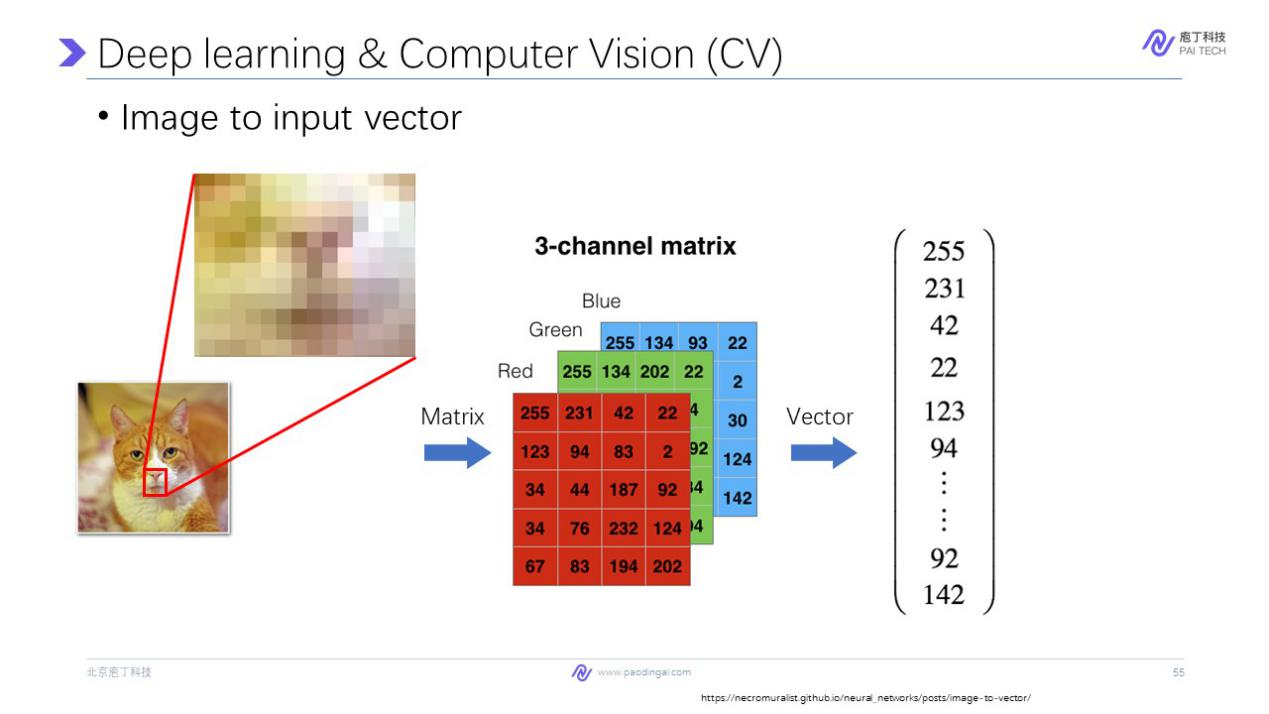 Deep learning & Computer Vision (CV)
庖丁科技
PAI TECH
• Image to input vector
3-channel matrix
Blue
Green
Red
255 134 93 22
2
30
124
142
255 134 202 22
4
92
34
94
255 231 42 22
123 94 83 2
34 44 187 92
34 76 232 124
67 83 194 202
Matrix
Vector
255
231
42
22
123
94
⋮
⋮
92
142
北京庖丁科技
www.paodingai.com
55
https://necromuralist.github.io/neural_networks/posts/image-to-vector/